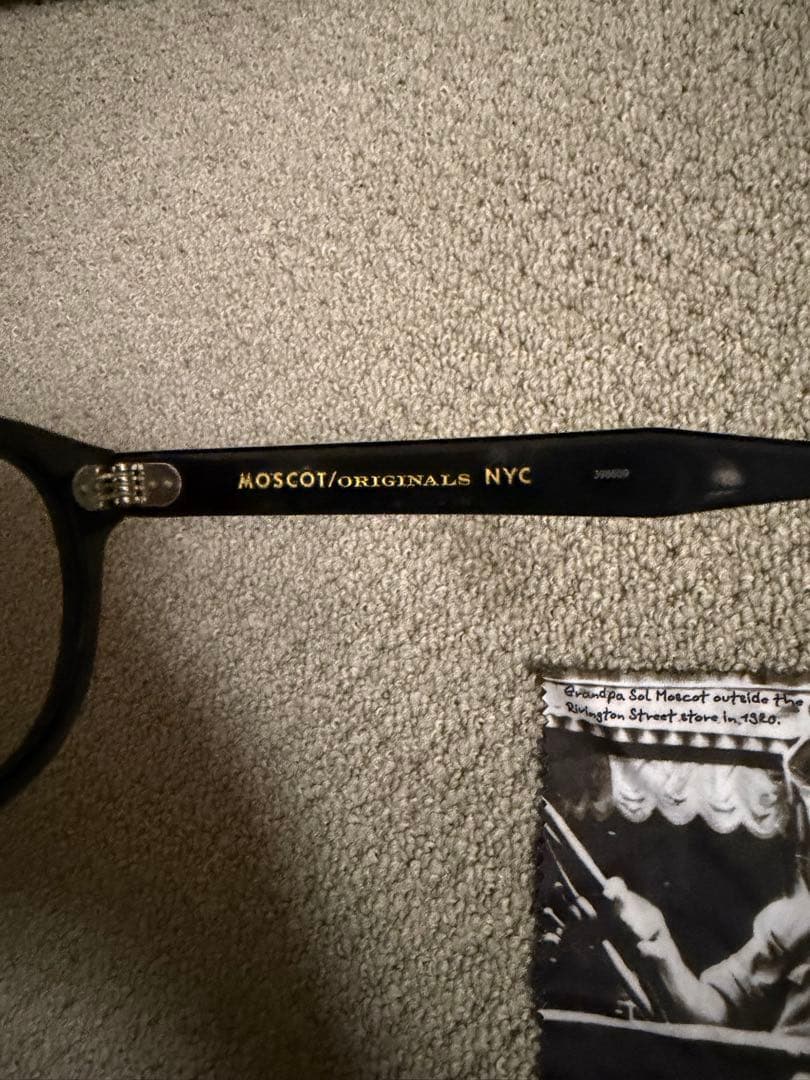 MOSCOT/ORIGINALS NYC
Grandpa Sol Moscot outside the
Rivington Street store in 1920.